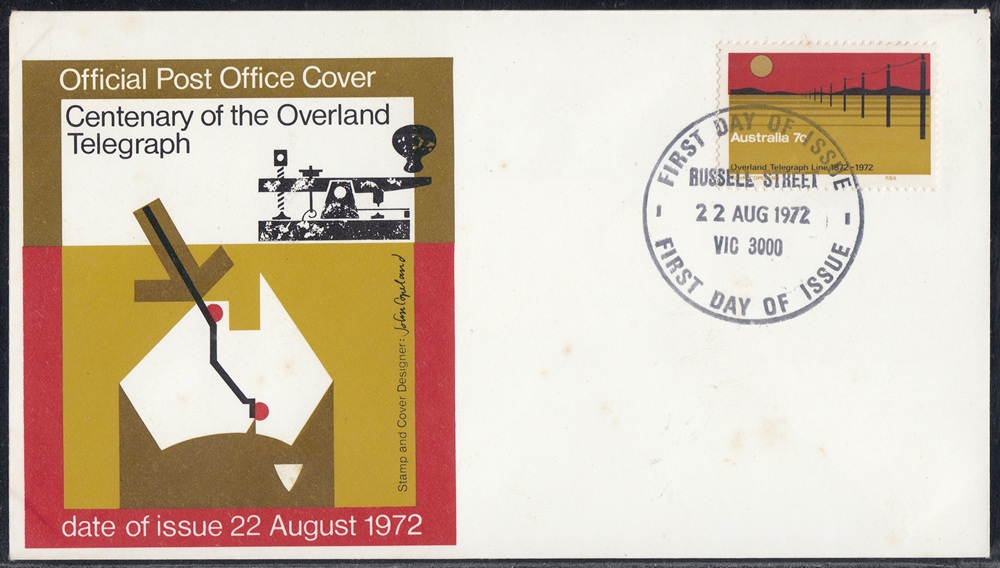 Official Post Office Cover
Centenary of the Overland
Telegraph
Stamp and Cover Designer: John Copeland
date of issue 22 August 1972
Australia 7c
Overland Telegraph Line 1872-1972
FIRST DAY OF ISSUE
RUSSELL STREET
22 AUG 1972
VIC 3000
FIRST DAY OF ISSUE